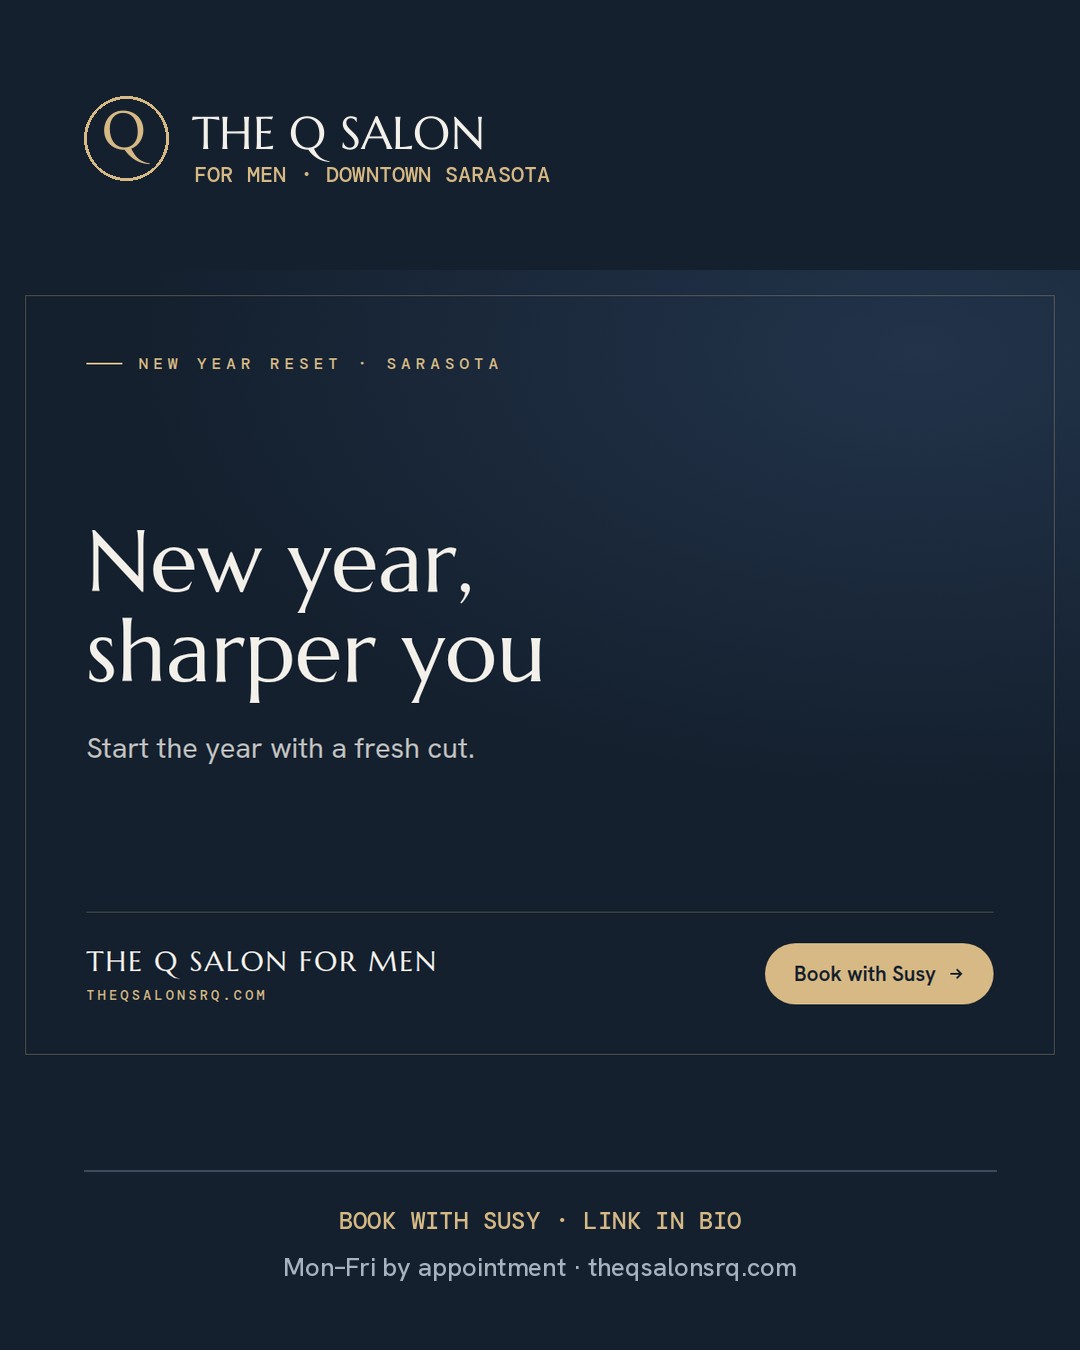 Q
THE Q SALON
FOR MEN · DOWNTOWN SARASOTA
NEW YEAR RESET · SARASOTA
New year,
sharper you
Start the year with a fresh cut.
THE Q SALON FOR MEN
THEQSALONSRQ.COM
Book with Susy →
BOOK WITH SUSY · LINK IN BIO
Mon–Fri by appointment · theqsalonsrq.com